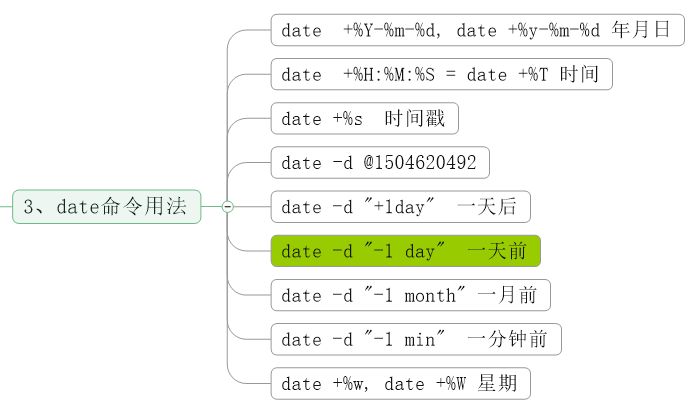 date  +%Y-%m-%d, date +%y-%m-%d 年月日
date  +%H:%M:%S = date +%T 时间
date +%s  时间戳
date -d @1504620492
3、date命令用法
date -d "+1day"  一天后
date -d "-1 day"  一天前
date -d "-1 month" 一月前
date -d "-1 min"  一分钟前
date +%w, date +%W 星期